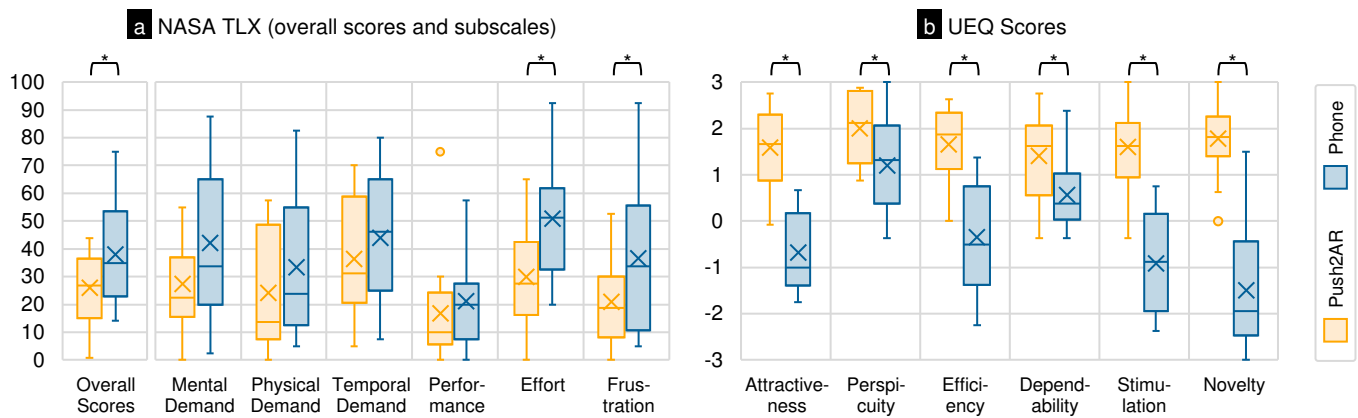 a NASA TLX (overall scores and subscales)
* * *
100
90
80
70
60
50
40
30
20
10
0
Overall
Scores
Mental
Demand
Physical
Demand
Temporal
Demand
Perfor-
mance
Effort
Frus-
tration
b UEQ Scores
* * * * * *
3
2
1
0
-1
-2
-3
Attractive-
ness
Perspi-
cuity
Effici-
ency
Depend-
ability
Stimu-
lation
Novelty
Phone
Push2AR